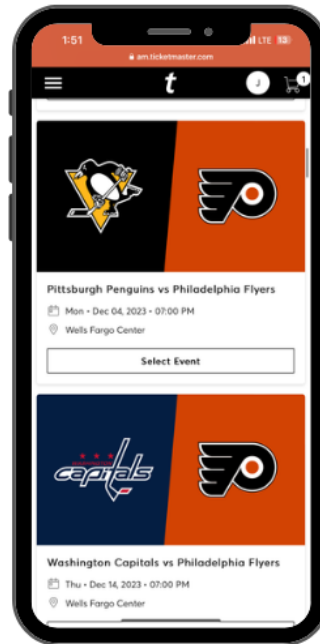 1:51
LTE 13
am.ticketmaster.com
t
J
1
Pittsburgh Penguins vs Philadelphia Flyers
Mon • Dec 04, 2023 • 07:00 PM
Wells Fargo Center
Select Event
WASHINGTON
capitals
Washington Capitals vs Philadelphia Flyers
Thu • Dec 14, 2023 • 07:00 PM
Wells Fargo Center